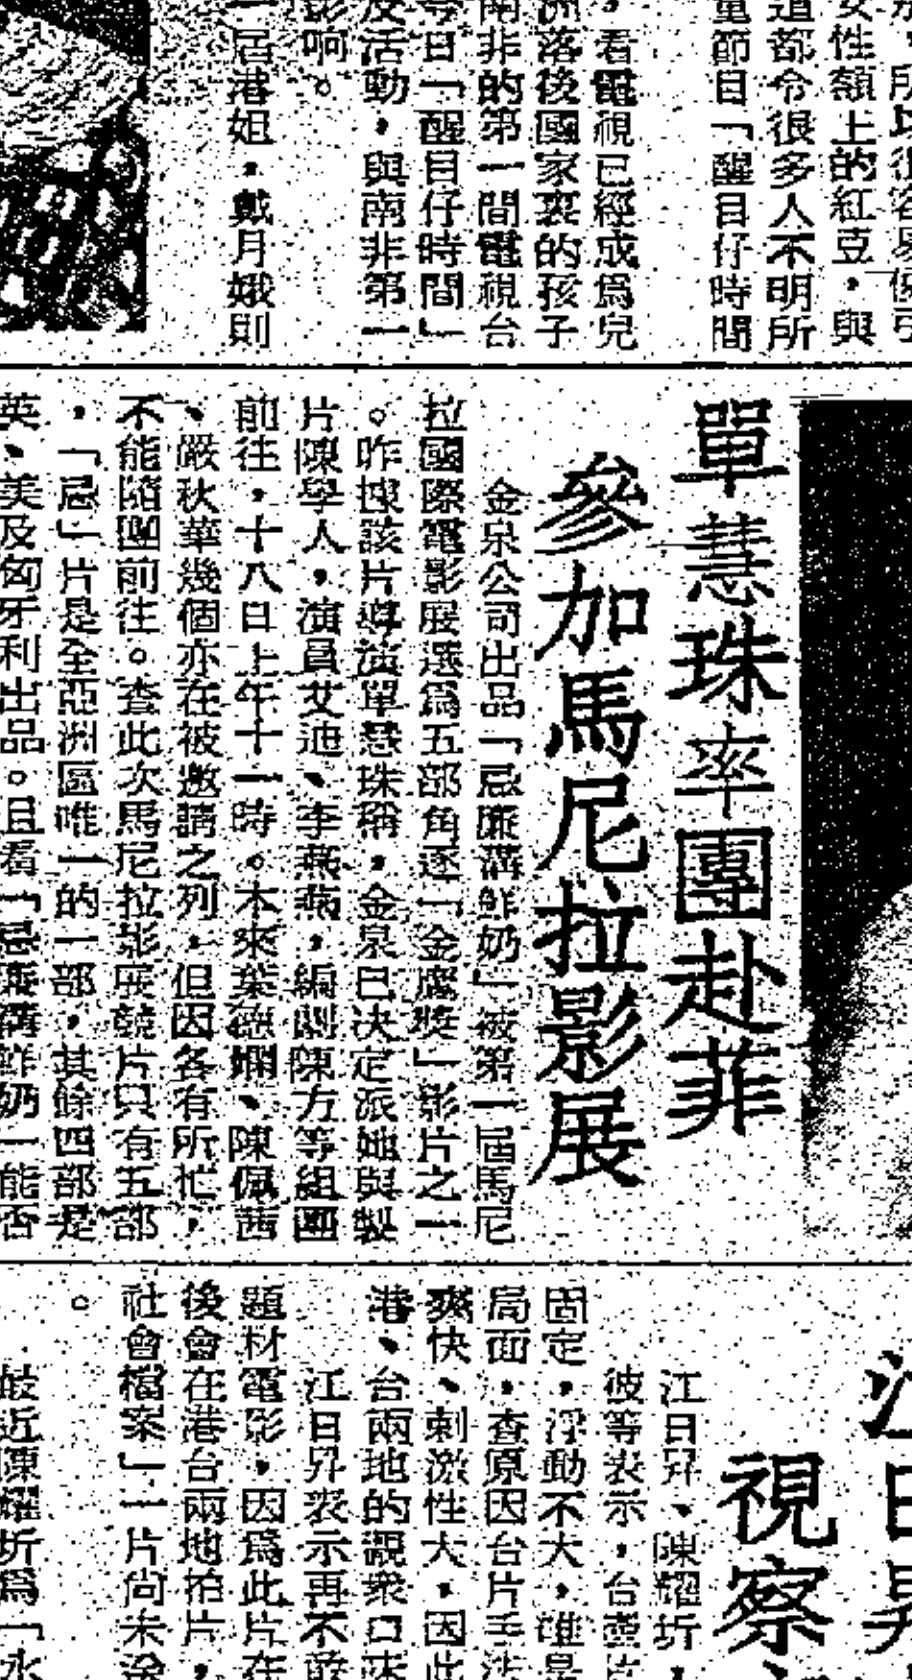 女性額上的紅荳，與
道都令很多人不明所
童節目「醒目仔時間
，看電視已經成爲兒
洲落後國家裏的孩子
南非的第一間電視台
今日「醒目仔時間」
及活動，與南非第一
影响。
一届港姐，戴月娥則
單慧珠率團赴菲
參加馬尼拉影展
金泉公司出品「忌廉溝鮮奶」被第一屆馬尼
拉國際電影展選爲五部角逐「金鷹獎」影片之一
。昨據該片導演單慧珠稱，金泉已決定派她與製
片陳學人，演員艾迪、李燕燕，編劇陳方等組團
前往，十八日上午十一時。本來葉德嫻、陳佩茜
、嚴秋華幾個亦在被邀請之列，但因各有所忙，
不能隨團前往。查此次馬尼拉影展競片只有五部
，「忌」片是全亞洲區唯一的一部，其餘四部是
英、美及匈牙利出品。且看「忌廉溝鮮奶」能否
江日昇
視察
江日昇、陳耀圻
彼等表示，台灣片
固定，浮動不大，唯是
局面，查原因台片手法
爽快、刺激性大，因此
港、台兩地的觀衆口味
江日昇表示再不敢
題材電影，因爲此片在
後會在港台兩地拍片，
社會檔案」一片尚未
。
最近陳耀圻爲「水